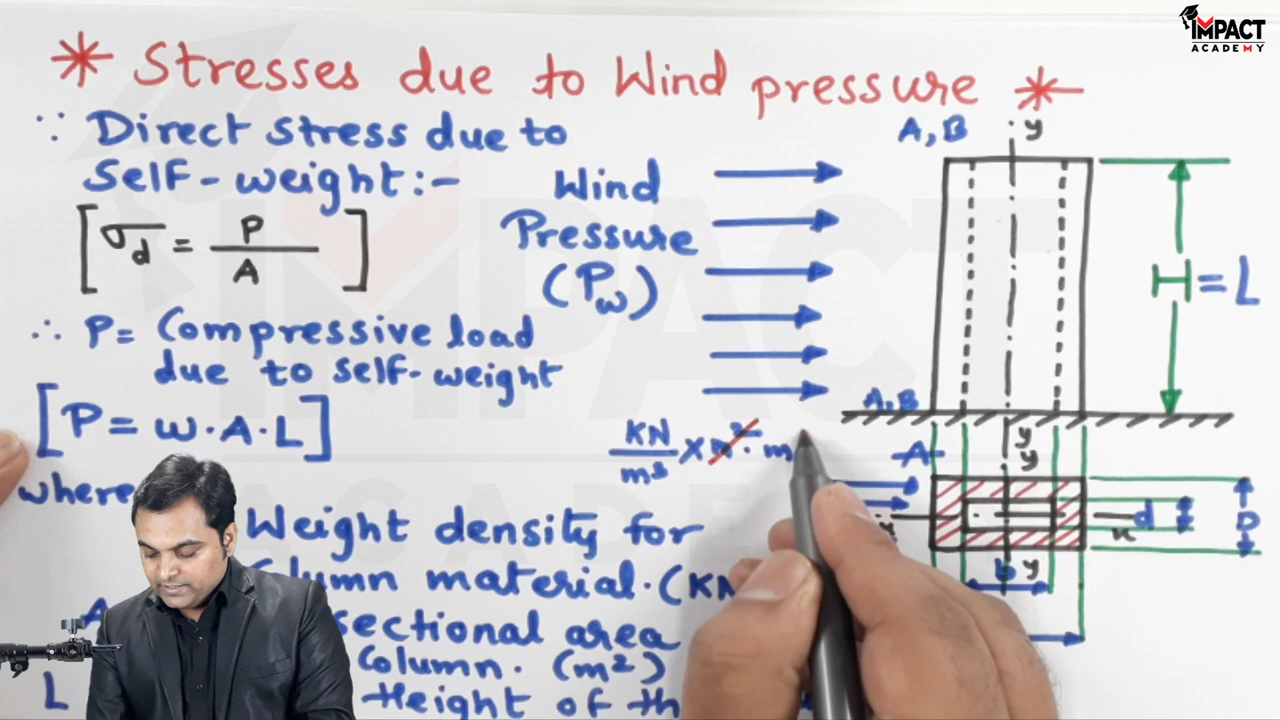 IMPACT
ACADEMY
* Stresses due to Wind pressure *
∵ Direct stress due to
Self-weight:-
[σd = P/A]
∴ P = Compressive load
due to self-weight
[P = w·A·L]
where
Weight density for
column material. (KN
A
sectional area
column. (m²)
L
Height of th
Wind
Pressure
(Pw)
KN/m³ × m² · m
A, B
y
H = L
A, B
y
y
A
x
x
d
D
b
y